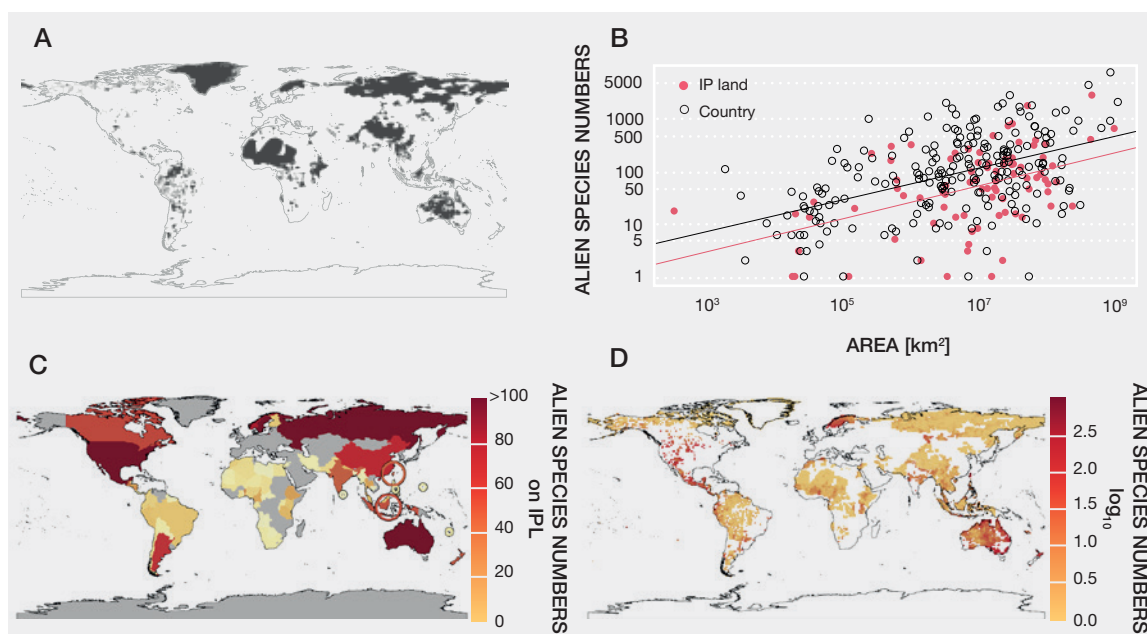 A
B
ALIEN SPECIES NUMBERS
5000
1000
500
100
50
10
5
1
IP land
Country
10³
10⁵
10⁷
10⁹
AREA [km²]
C
>100
80
60
40
20
0
ALIEN SPECIES NUMBERS
on IPL
D
2.5
2.0
1.5
1.0
0.5
0.0
log₁₀
ALIEN SPECIES NUMBERS